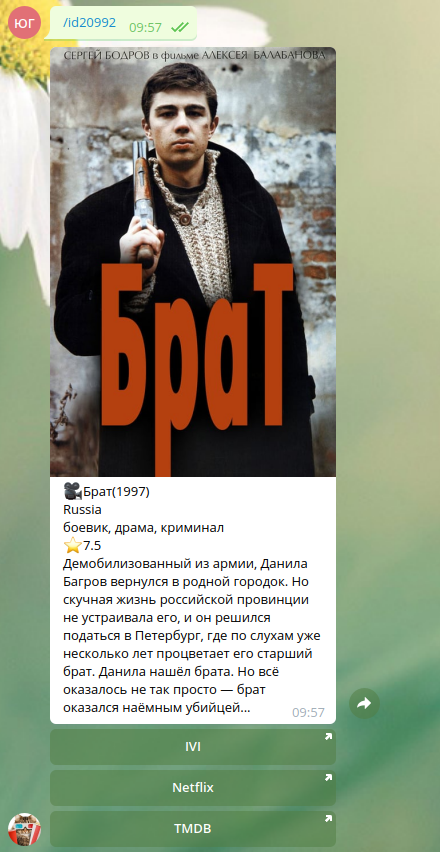 ЮГ
/id20992 09:57
СЕРГЕЙ БОДРОВ в фильме АЛЕКСЕЯ БАЛАБАНОВА
Брат
Брат(1997)
Russia
боевик, драма, криминал
7.5
Демобилизованный из армии, Данила
Багров вернулся в родной городок. Но
скучная жизнь российской провинции
не устраивала его, и он решился
податься в Петербург, где по слухам уже
несколько лет процветает его старший
брат. Данила нашёл брата. Но всё
оказалось не так просто — брат
оказался наёмным убийцей...
09:57
IVI
Netflix
TMDB